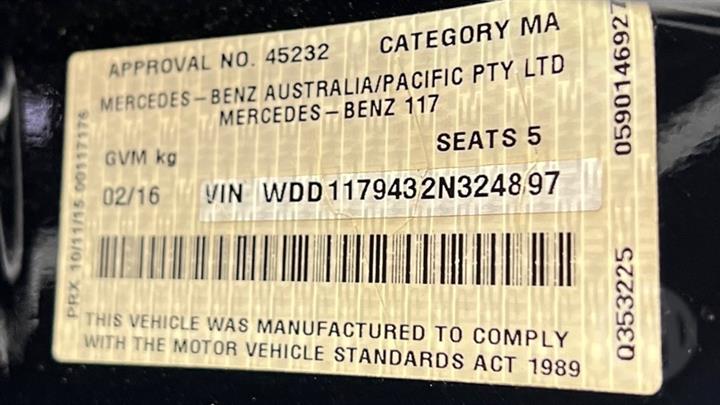 APPROVAL NO. 45232 CATEGORY MA
MERCEDES-BENZ AUSTRALIA/PACIFIC PTY LTD
MERCEDES-BENZ 117
SEATS 5
GVM kg
02/16 VIN WDD1179432N324897
THIS VEHICLE WAS MANUFACTURED TO COMPLY
WITH THE MOTOR VEHICLE STANDARDS ACT 1989
PRX 10/11/15 00117176
0590146927
Q353225